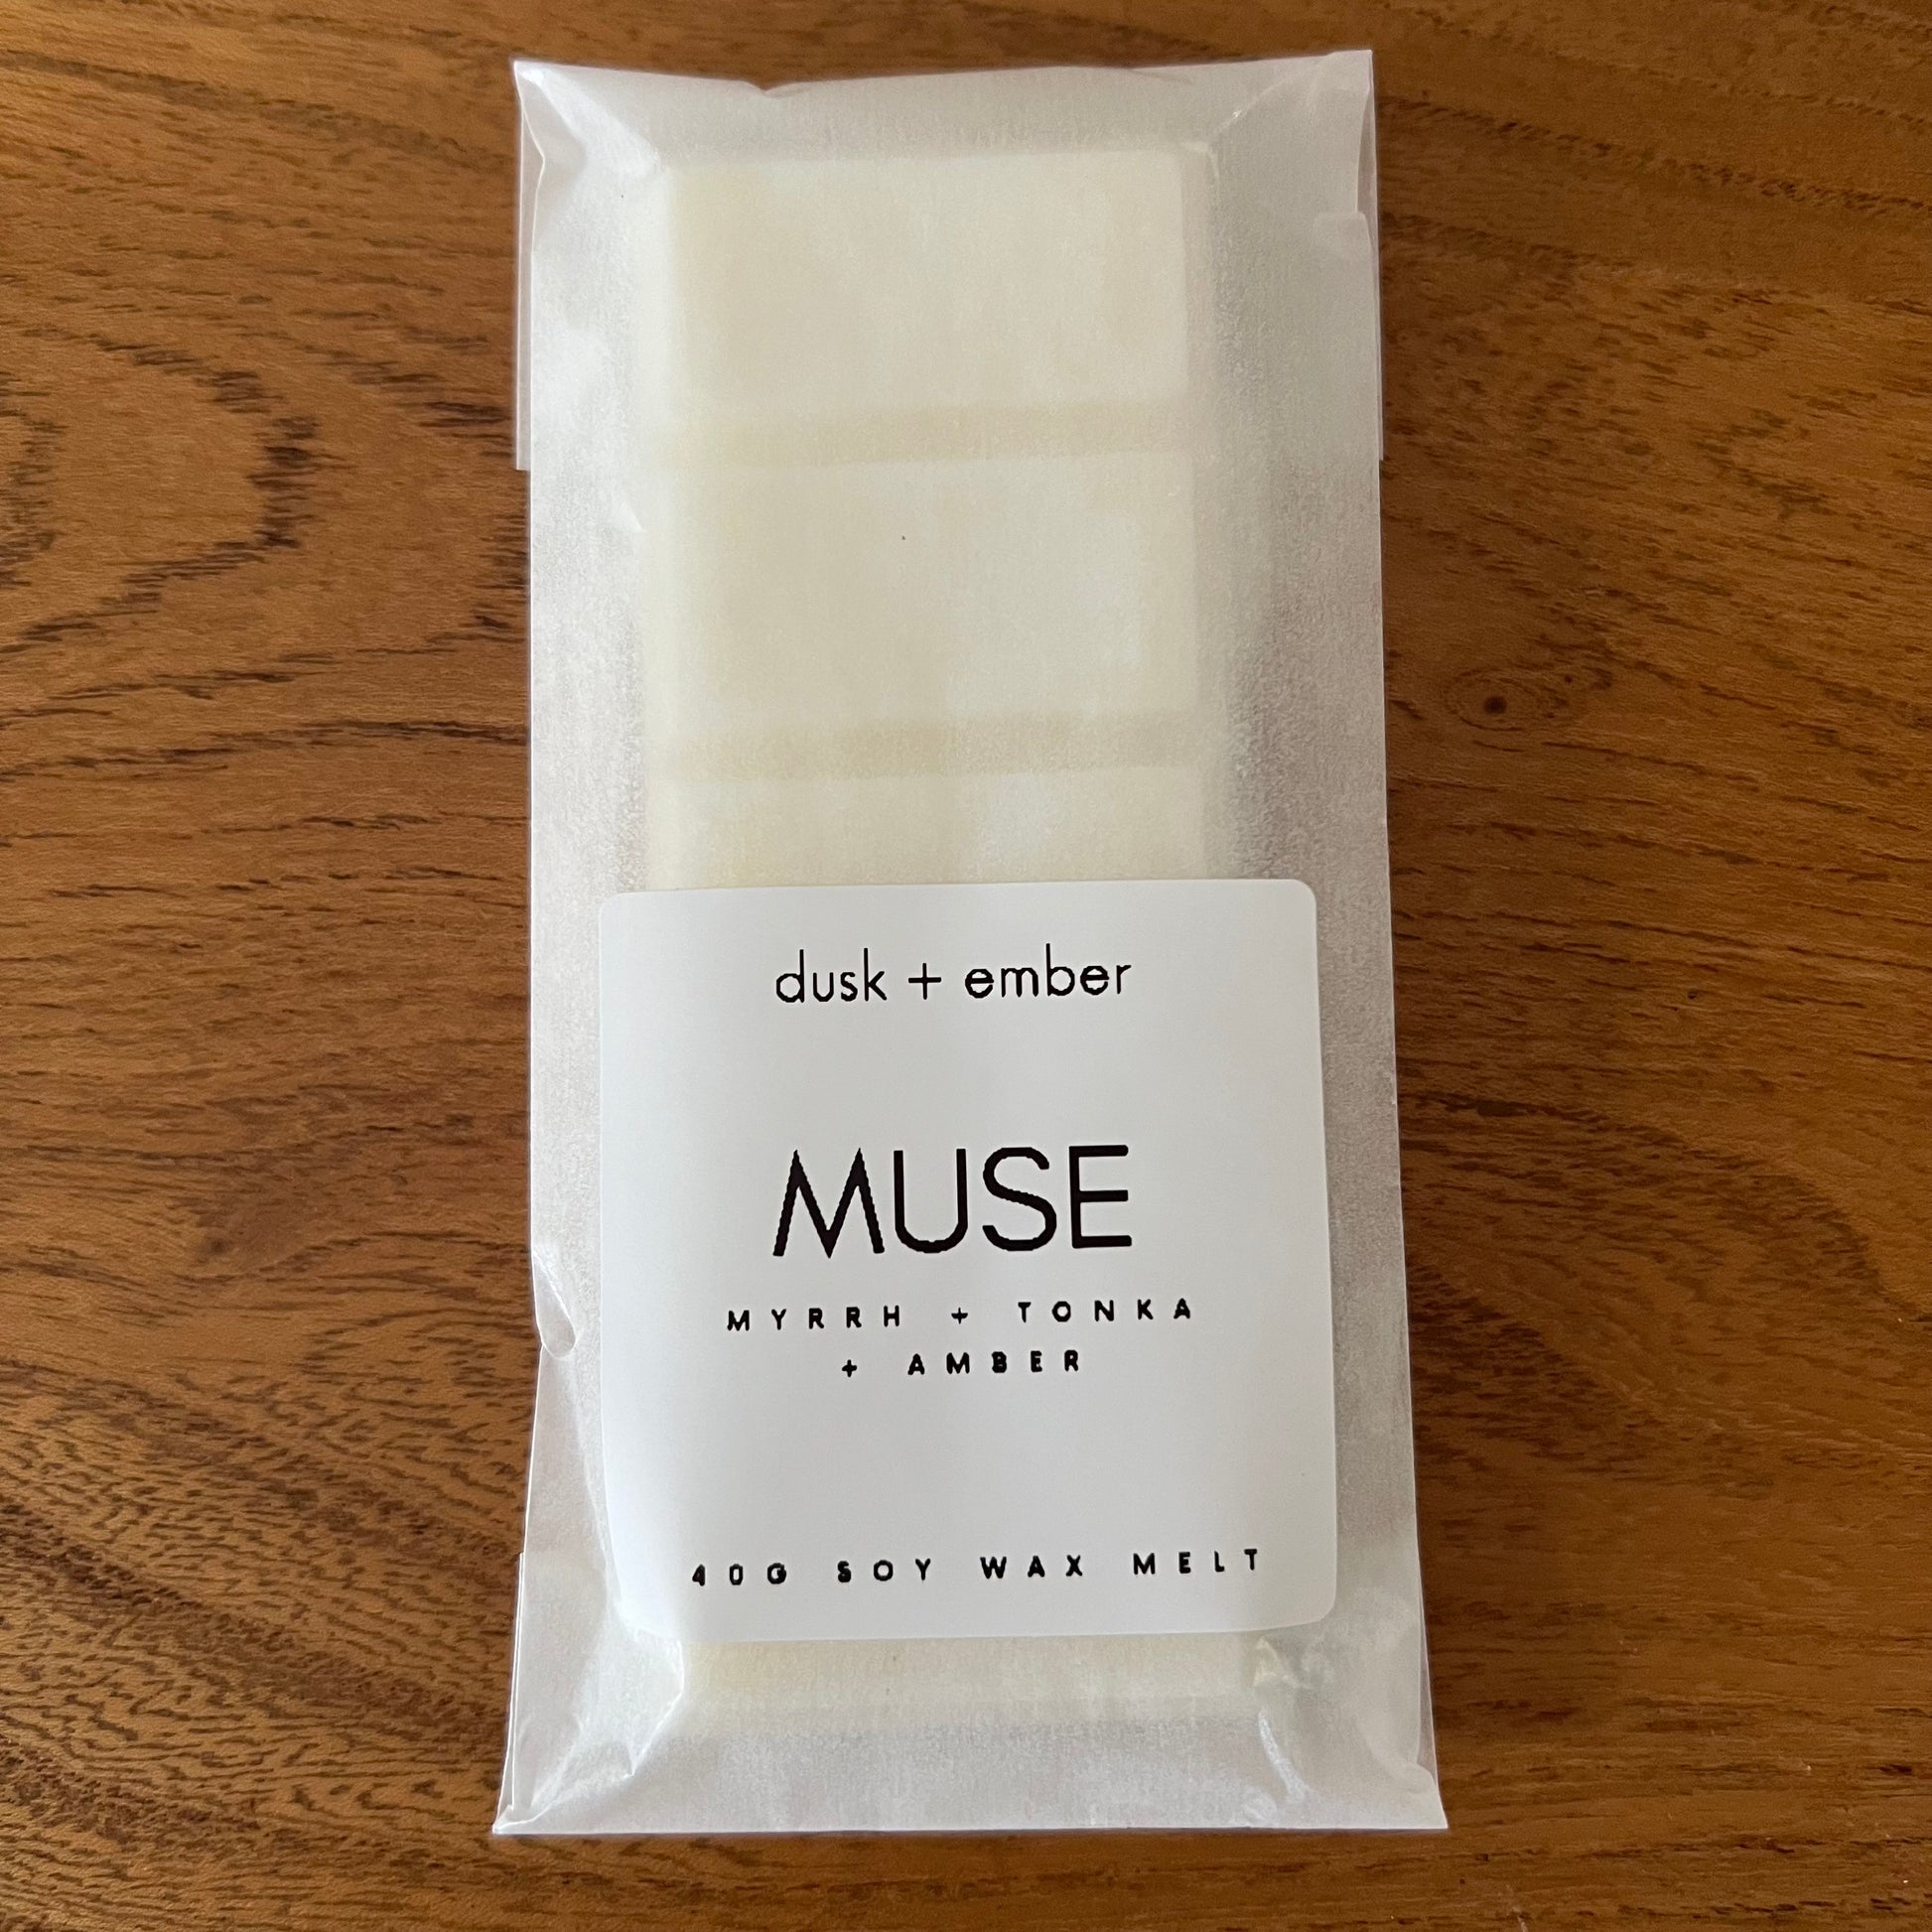 dusk + ember
MUSE
MYRRH + TONKA
+ AMBER
40G SOY WAX MELT